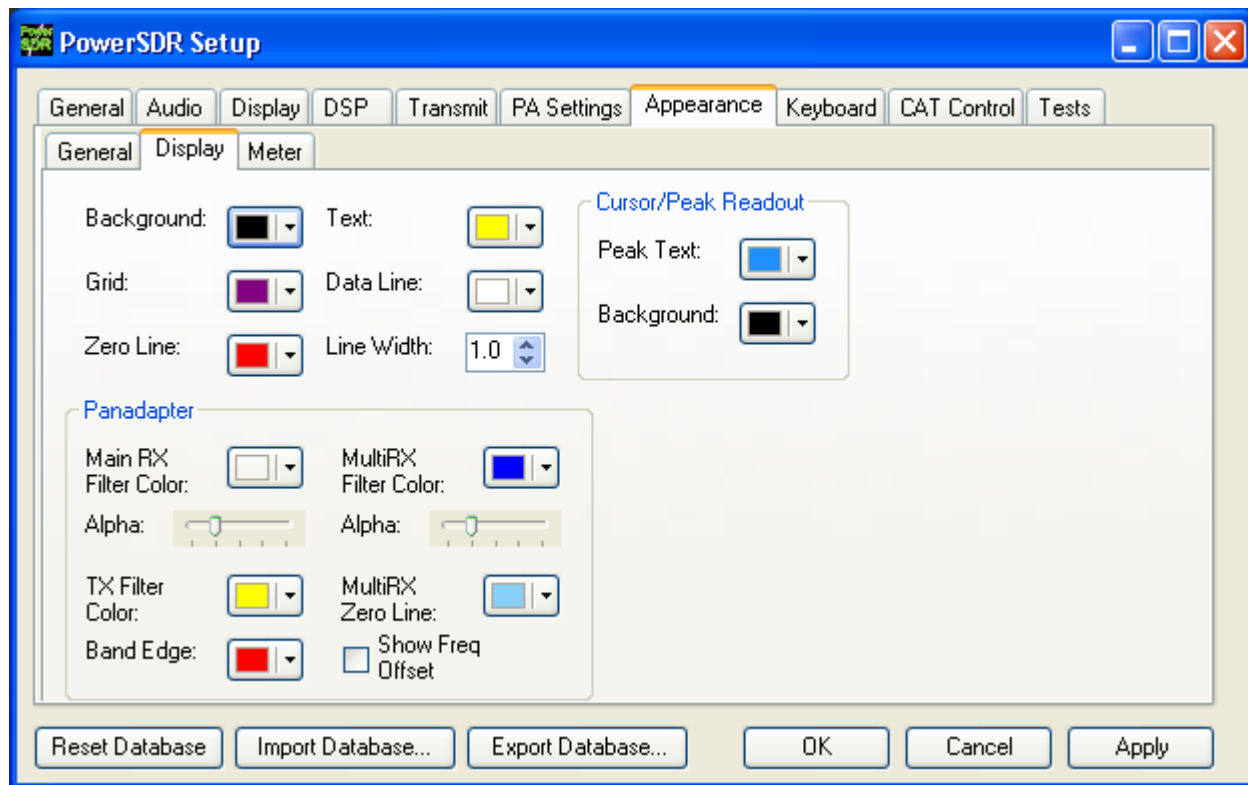 Power SDR
PowerSDR Setup
General Audio Display DSP Transmit PA Settings Appearance Keyboard CAT Control Tests
General Display Meter
Background: Text:
Grid: Data Line:
Zero Line: Line Width: 1.0
Cursor/Peak Readout
Peak Text:
Background:
Panadapter
Main RX
Filter Color:
MultiRX
Filter Color:
Alpha: Alpha:
TX Filter
Color:
MultiRX
Zero Line:
Band Edge:
Show Freq
Offset
Reset Database Import Database... Export Database... OK Cancel Apply